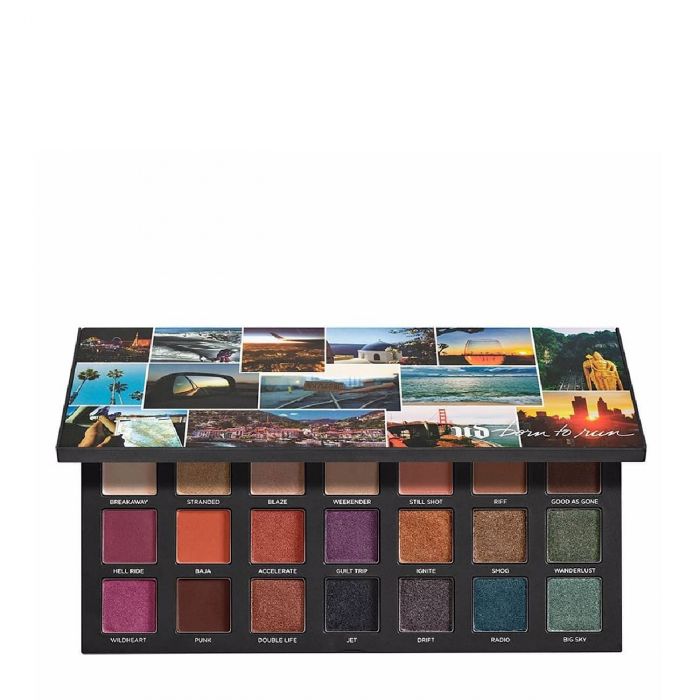 UD born to run
BREAKAWAY STRANDED BLAZE WEEKENDER STILL SHOT RIFF GOOD AS GONE
HELL RIDE BAJA ACCELERATE GUILT TRIP IGNITE SMOG WANDERLUST
WILDHEART PUNK DOUBLE LIFE JET DRIFT RADIO BIG SKY